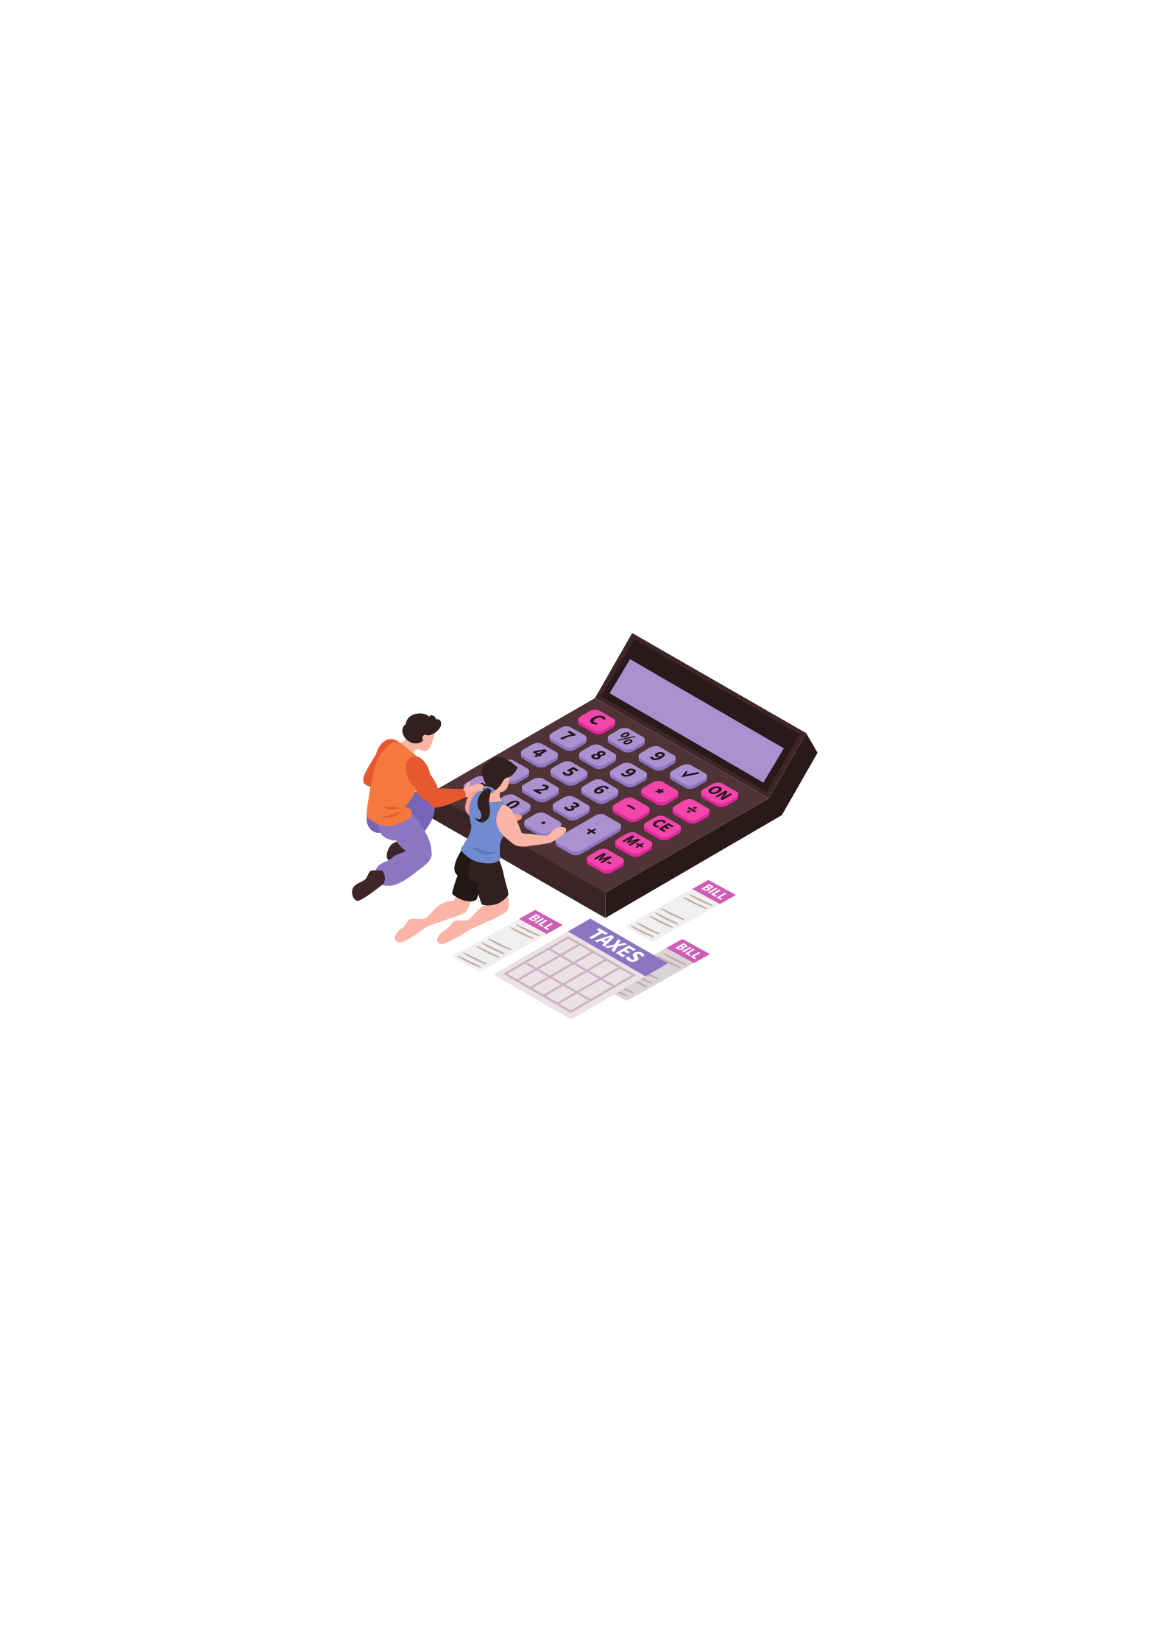 C % 9 √ ON
7 8 9 * ÷
4 5 6 − CE
2 3 + M+
0 . M-
BILL
BILL
TAXES
BILL